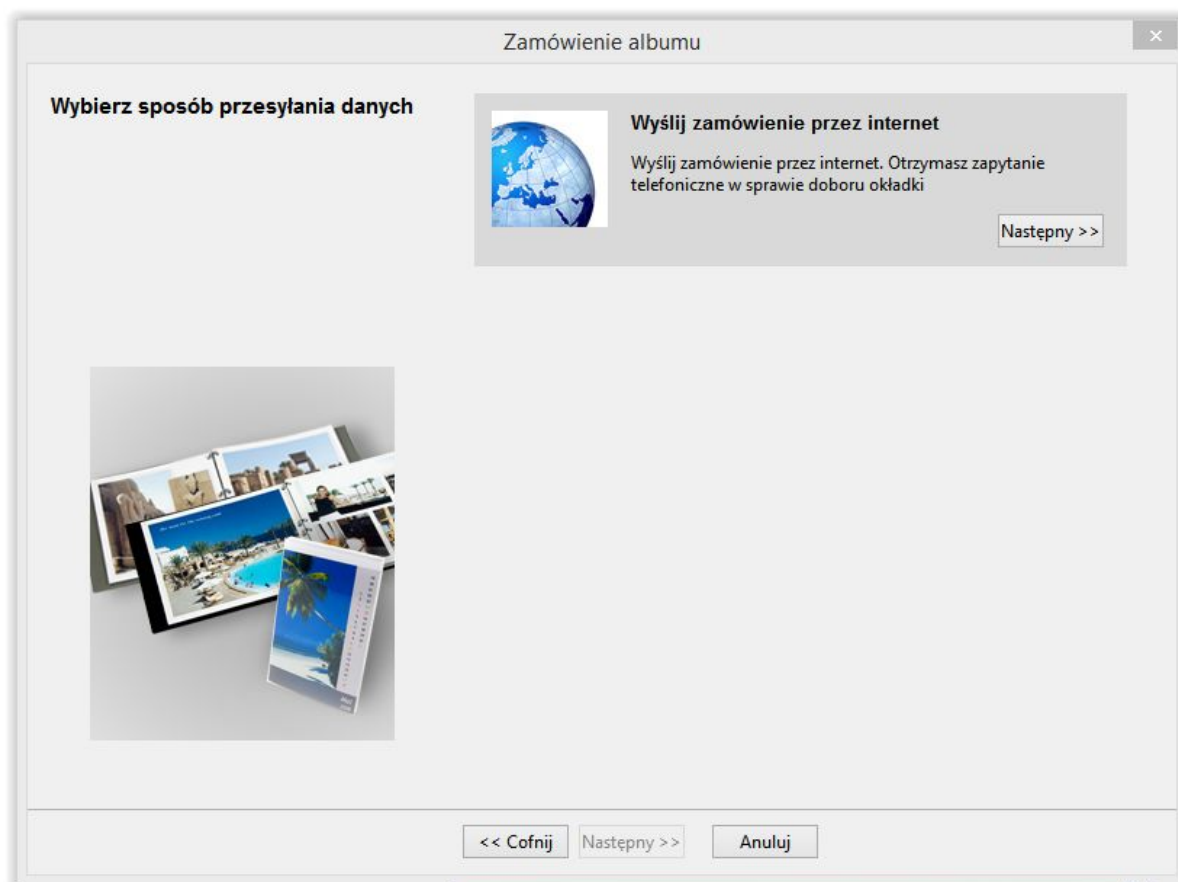 Zamówienie albumu
Wybierz sposób przesyłania danych
Wyślij zamówienie przez internet
Wyślij zamówienie przez internet. Otrzymasz zapytanie
telefoniczne w sprawie doboru okładki
Następny >>
<< Cofnij
Następny >>
Anuluj